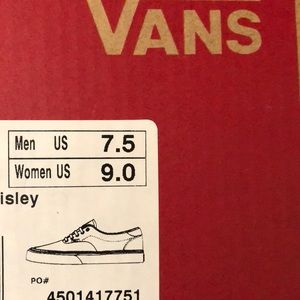 VANS
Men US 7.5
Women US 9.0
isley
PO#
4501417751